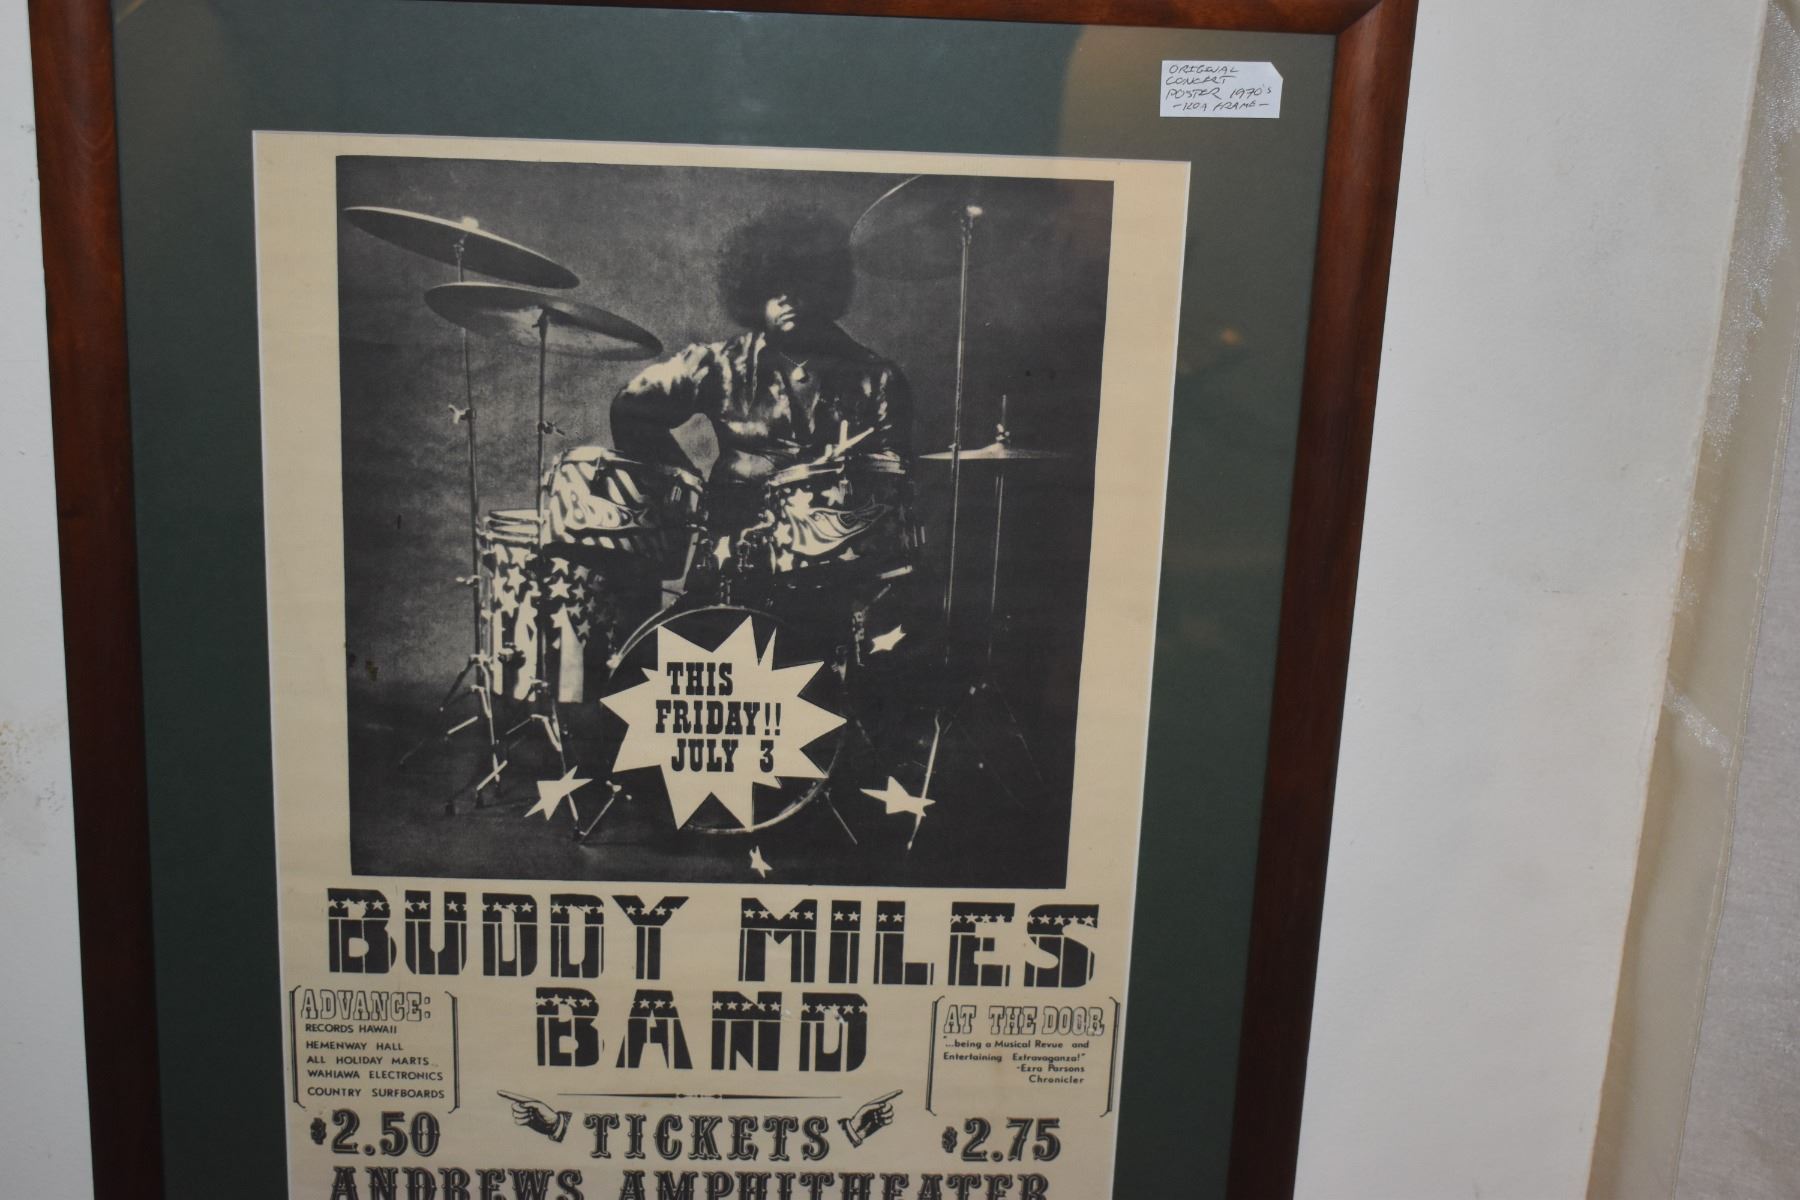 ORIGINAL
CONCERT
POSTER 1970's
-KOA FRAME-
THIS
FRIDAY!!
JULY 3
BUDDY MILES
BAND
ADVANCE:
RECORDS HAWAII
HEMENWAY HALL
ALL HOLIDAY MARTS
WAHIAWA ELECTRONICS
COUNTRY SURFBOARDS
$2.50
AT THE DOOR
"...being a Musical Revue and
Entertaining Extravaganza!"
-Ezra Parsons
Chronicler
$2.75
TICKETS
ANDREWS AMPHITHEATER